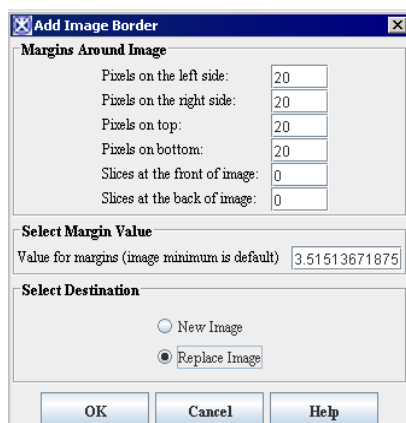 Add Image Border
Margins Around Image
Pixels on the left side: 20
Pixels on the right side: 20
Pixels on top: 20
Pixels on bottom: 20
Slices at the front of image: 0
Slices at the back of image: 0
Select Margin Value
Value for margins (image minimum is default) 3.51513671875
Select Destination
New Image
Replace Image
OK Cancel Help